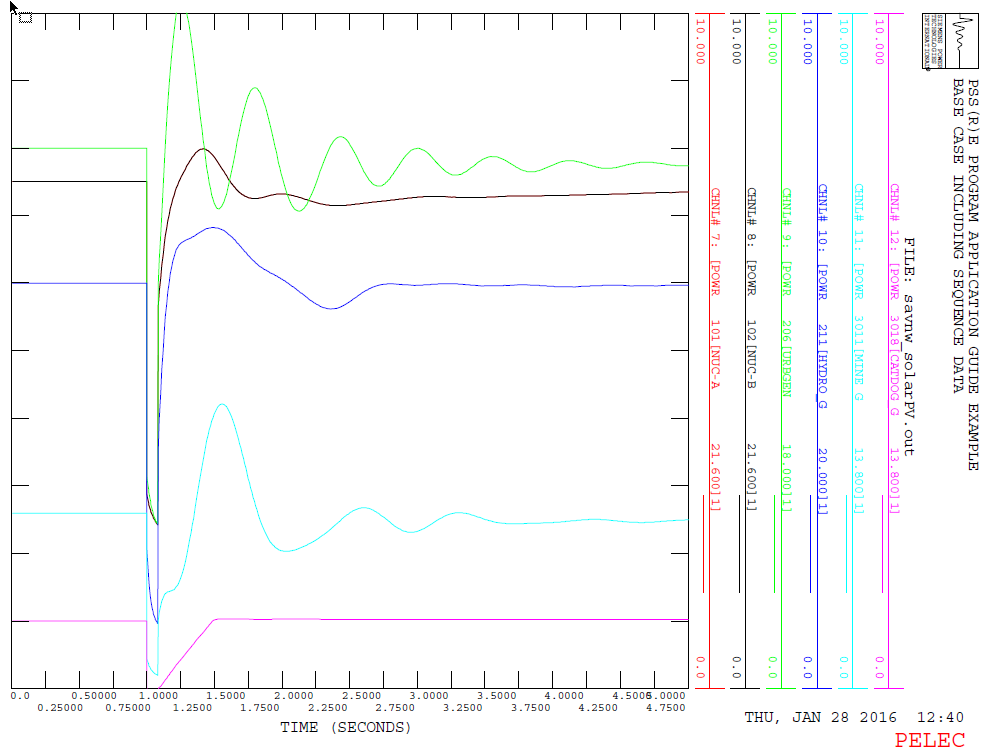 SIEMENS POWER
TECHNOLOGIES
INTERNATIONAL
PSS(R)E PROGRAM APPLICATION GUIDE EXAMPLE
BASE CASE INCLUDING SEQUENCE DATA
FILE: savnw_solarPV.out
10.000 CHNL# 12: [POWR 3018[CATDOG_G 13.800]1] 0.0
10.000 CHNL# 11: [POWR 3011[MINE_G 13.800]1] 0.0
10.000 CHNL# 10: [POWR 211[HYDRO_G 20.000]1] 0.0
10.000 CHNL# 9: [POWR 206[URBGEN 18.000]1] 0.0
10.000 CHNL# 8: [POWR 102[NUC-B 21.600]1] 0.0
10.000 CHNL# 7: [POWR 101[NUC-A 21.600]1] 0.0
0.0 0.50000 1.0000 1.5000 2.0000 2.5000 3.0000 3.5000 4.0000 4.5000 5.0000
0.25000 0.75000 1.2500 1.7500 2.2500 2.7500 3.2500 3.7500 4.2500 4.7500
TIME (SECONDS)
THU, JAN 28 2016 12:40
PELEC